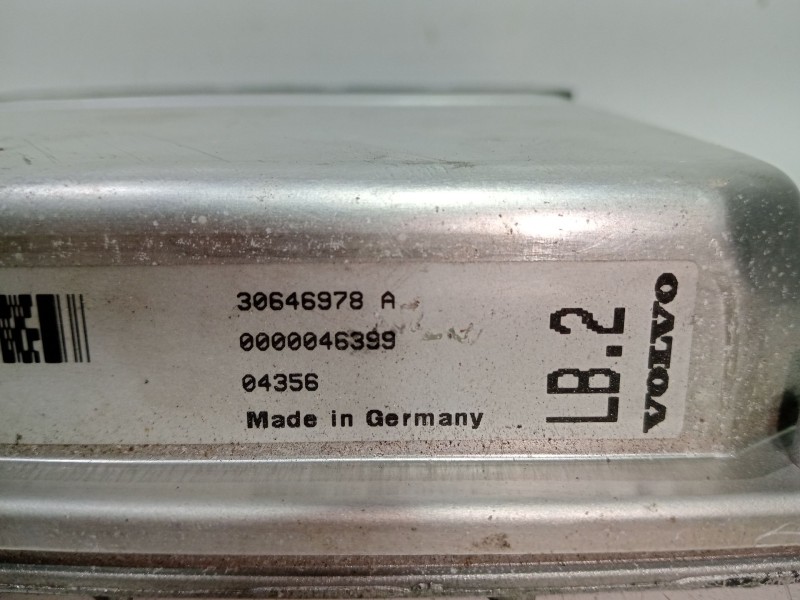 30646978 A
0000046399
04356
Made in Germany
LB.2
VOLVO